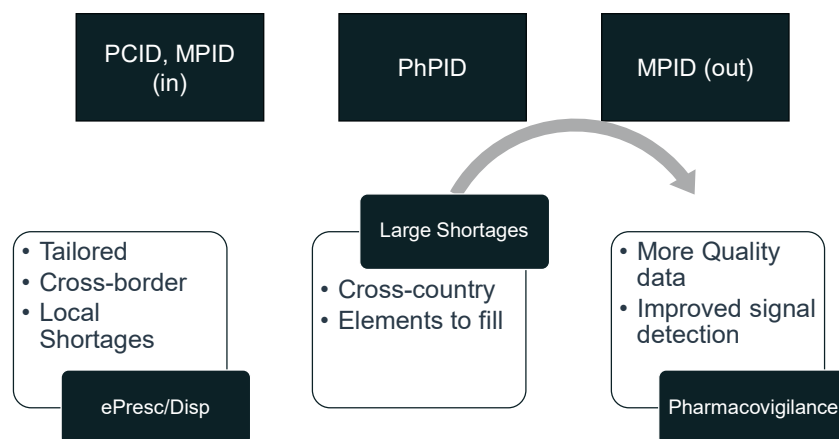 PCID, MPID
(in)
PhPID
MPID (out)
• Tailored
• Cross-border
• Local
Shortages
ePresc/Disp
Large Shortages
• Cross-country
• Elements to fill
• More Quality
data
• Improved signal
detection
Pharmacovigilance